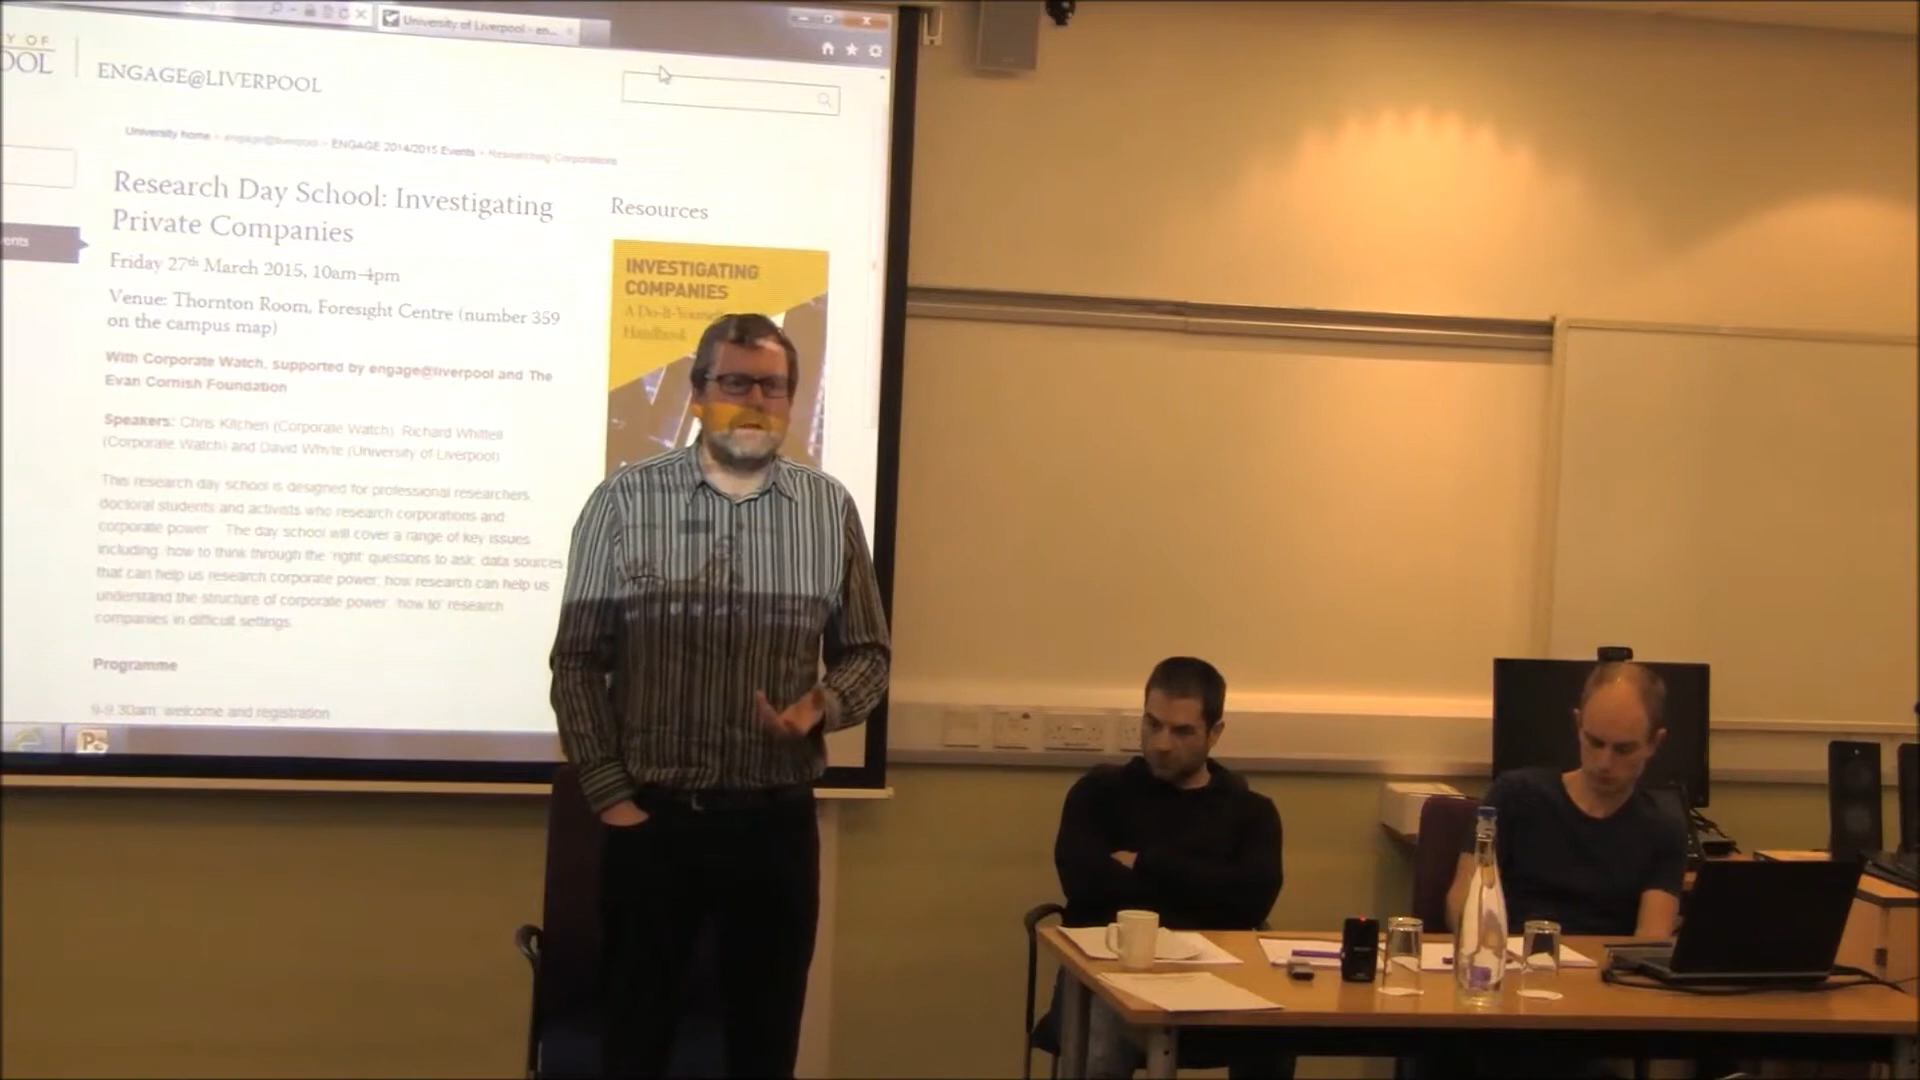 University of Liverpool - en...
Y OF
OOL
ENGAGE@LIVERPOOL
University home > engage@liverpool > ENGAGE 2014/2015 Events > Researching Corporations
Research Day School: Investigating
Private Companies
Friday 27th March 2015, 10am-4pm
Venue: Thornton Room, Foresight Centre (number 359
on the campus map)
With Corporate Watch, supported by engage@liverpool and The
Evan Cornish Foundation
Speakers: Chris Kitchen (Corporate Watch) Richard Whittell
(Corporate Watch) and David Whyte (University of Liverpool)
This research day school is designed for professional researchers,
doctoral students and activists who research corporations and
corporate power. The day school will cover a range of key issues
including: how to think through the 'right' questions to ask; data sources
that can help us research corporate power; how research can help us
understand the structure of corporate power; 'how to' research
companies in difficult settings.
Programme
9-9.30am: welcome and registration
ents
Resources
INVESTIGATING
COMPANIES
A Do-It-Yourself
Handbook